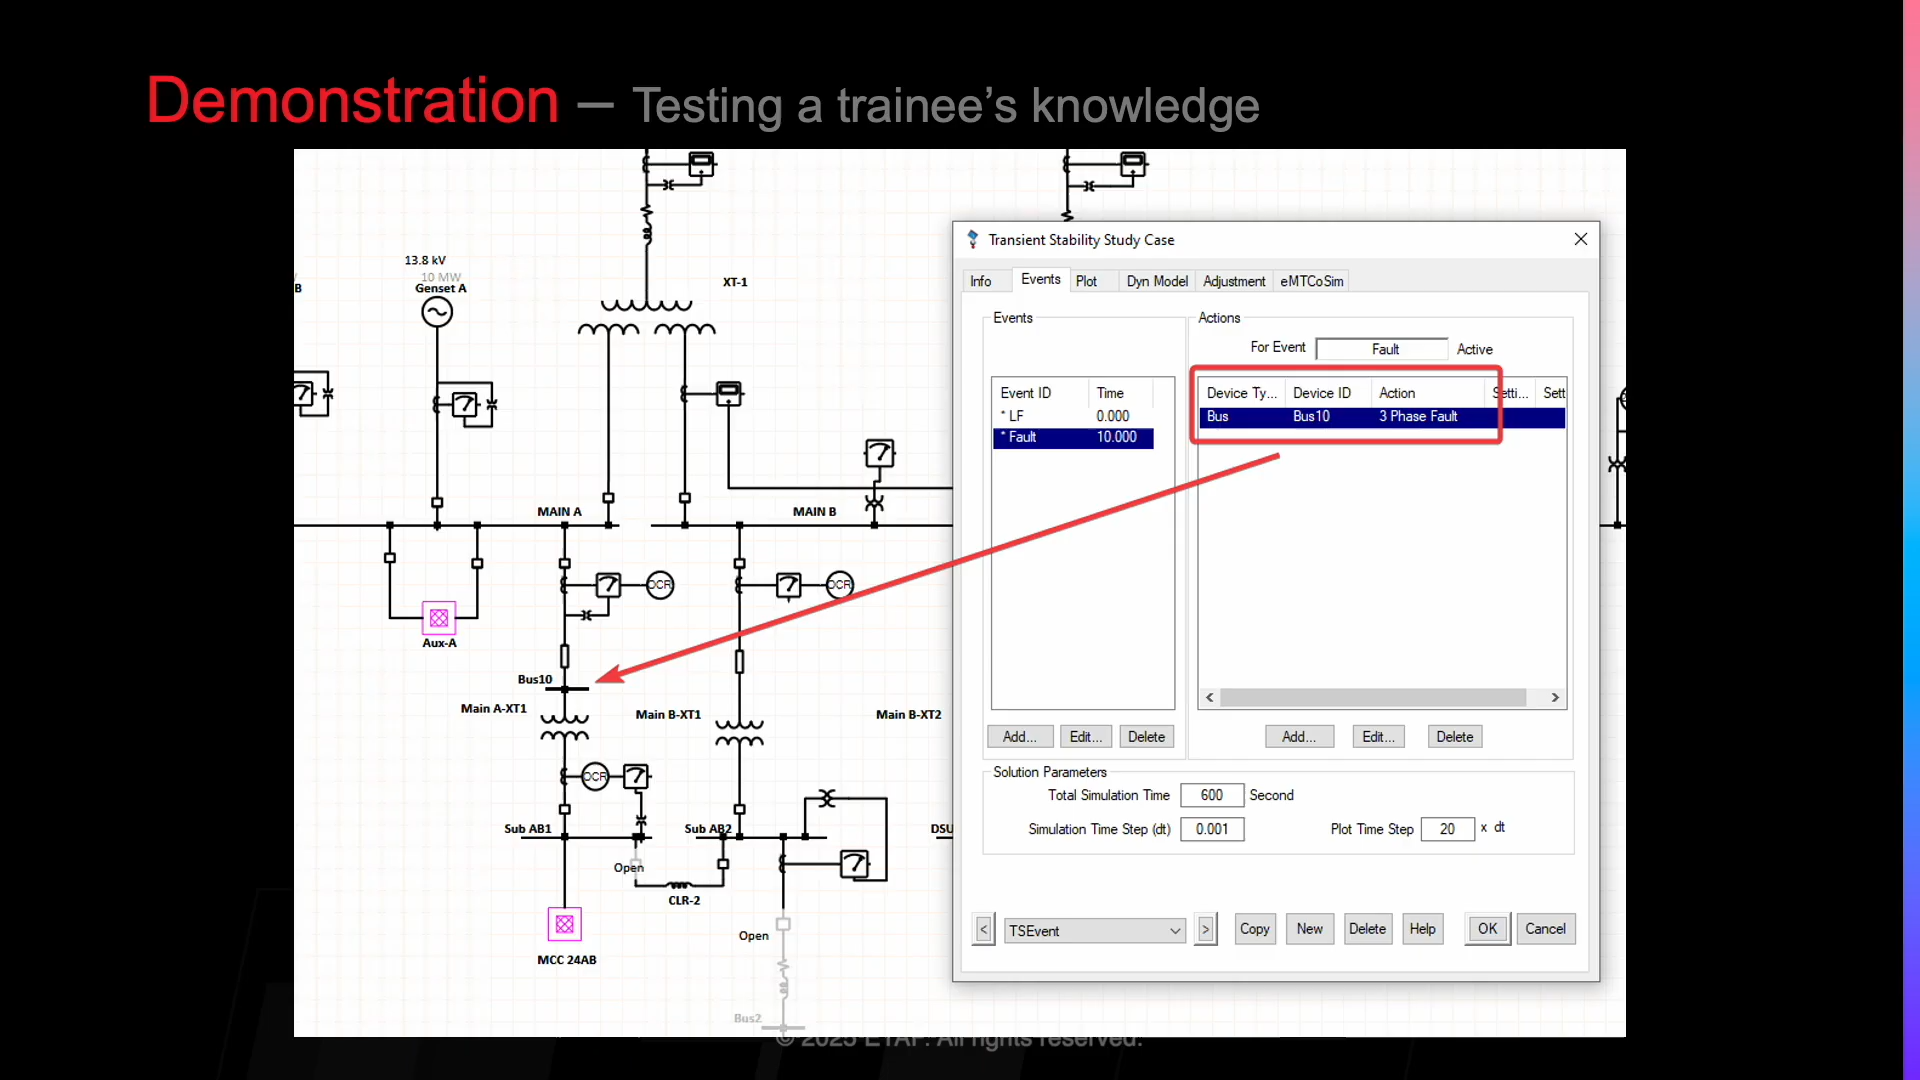 Demonstration – Testing a trainee's knowledge
13.8 kV
10 MW
Genset A
B
XT-1
MAIN A
MAIN B
OCR
OCR
Aux-A
Bus10
Main A-XT1
Main B-XT1
Main B-XT2
OCR
Sub AB1
Sub AB2
DSU
Open
CLR-2
Open
MCC 24AB
Bus2
Transient Stability Study Case
Info Events Plot Dyn Model Adjustment eMTCoSim
Events
Event ID Time
* LF 0.000
* Fault 10.000
Add... Edit... Delete
Actions
For Event Fault Active
Device Ty... Device ID Action Setti... Sett
Bus Bus10 3 Phase Fault
Add... Edit... Delete
Solution Parameters
Total Simulation Time 600 Second
Simulation Time Step (dt) 0.001 Plot Time Step 20 x dt
< TSEvent > Copy New Delete Help OK Cancel
© 2025 ETAP. All rights reserved.